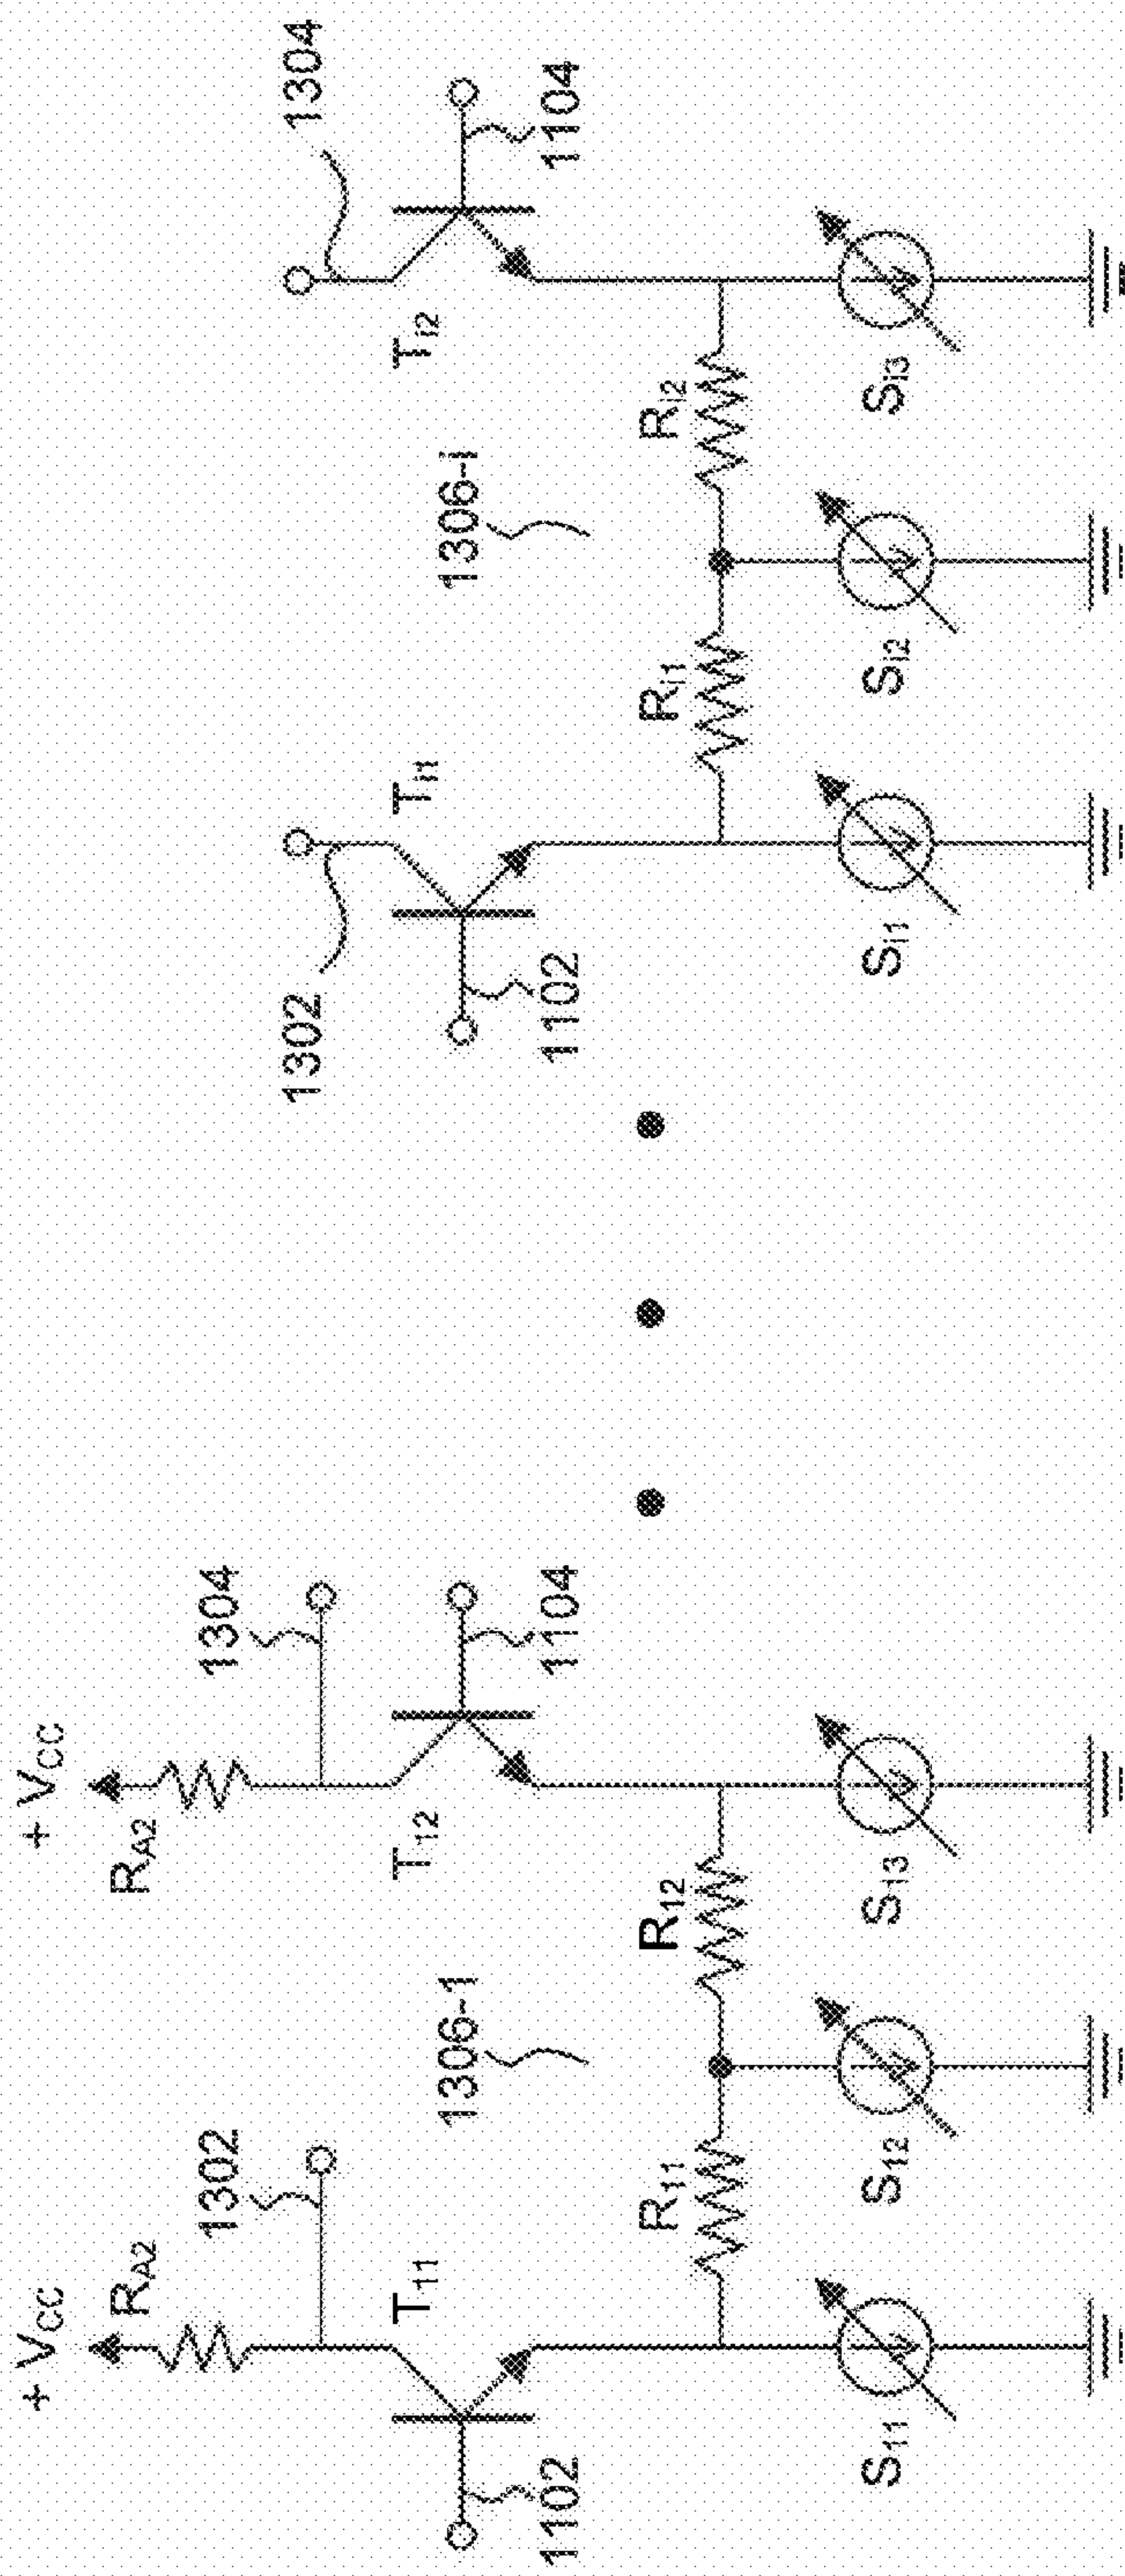 + VCC
+ VCC
RA2
RA2
1302
1304
1302
1304
T11
T12
Ti1
Ti2
1102
1104
1102
1104
1306-1
1306-i
R11
R12
Ri1
Ri2
S11
S12
S13
Si1
Si2
Si3